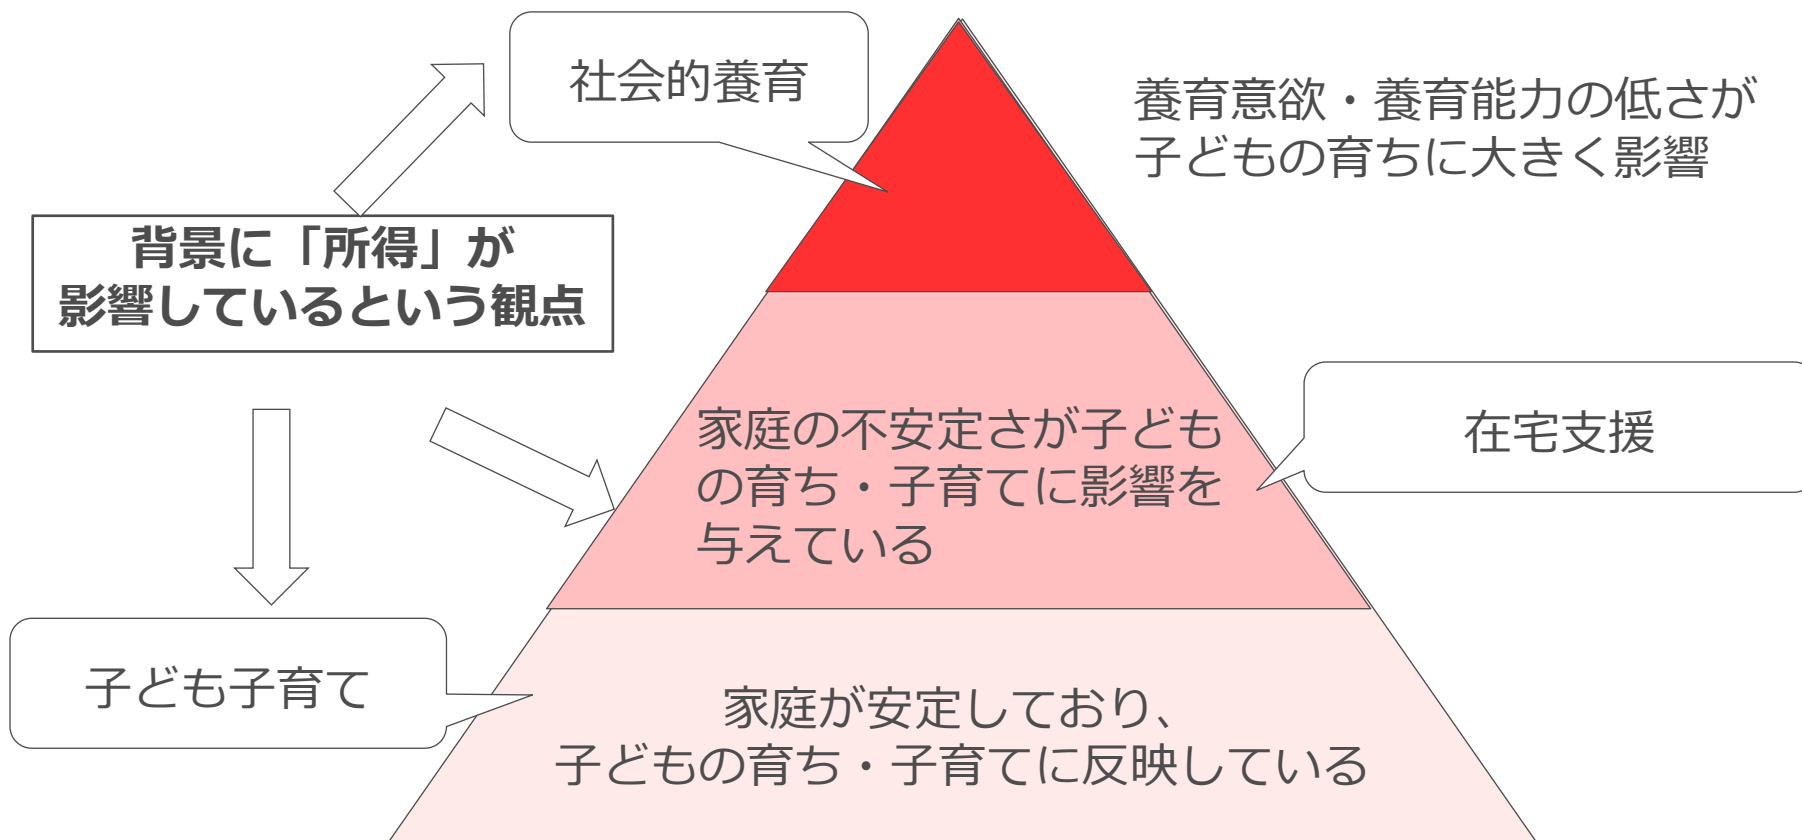 社会的養育
養育意欲・養育能力の低さが
子どもの育ちに大きく影響
背景に「所得」が
影響しているという観点
家庭の不安定さが子ども
の育ち・子育てに影響を
与えている
在宅支援
子ども子育て
家庭が安定しており、
子どもの育ち・子育てに反映している